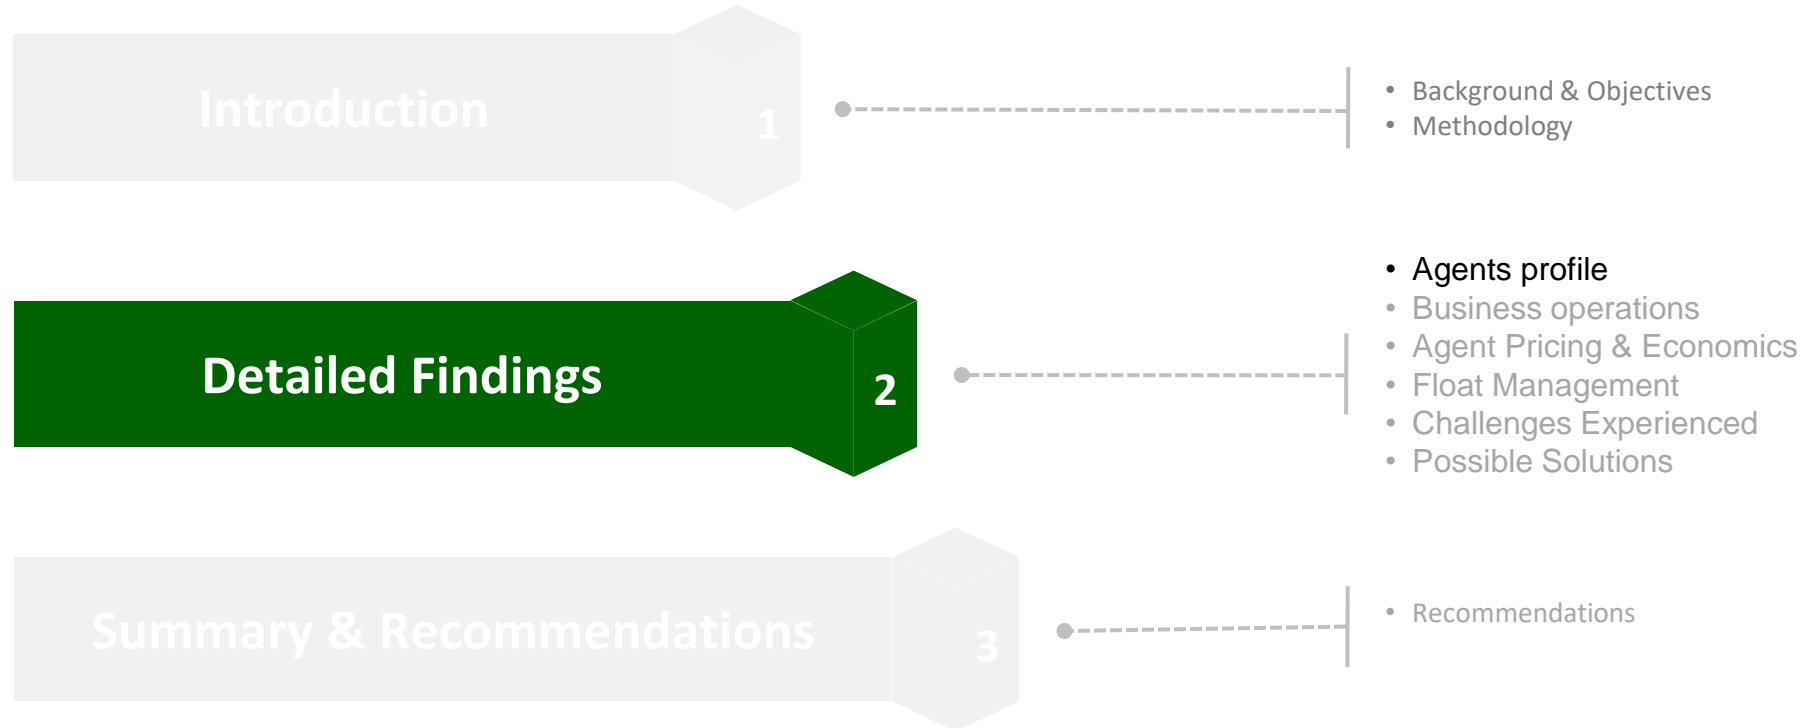 Introduction
1
• Background & Objectives
• Methodology
Detailed Findings
2
• Agents profile
• Business operations
• Agent Pricing & Economics
• Float Management
• Challenges Experienced
• Possible Solutions
Summary & Recommendations
3
• Recommendations